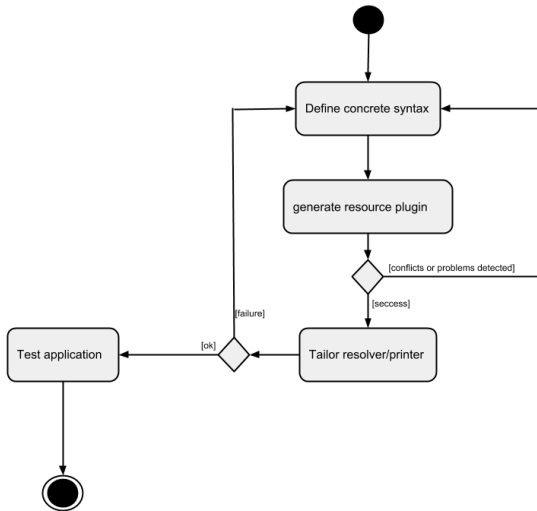 Define concrete syntax
generate resource plugin
[conflicts or problems detected]
[seccess]
[failure]
[ok]
Test application
Tailor resolver/printer